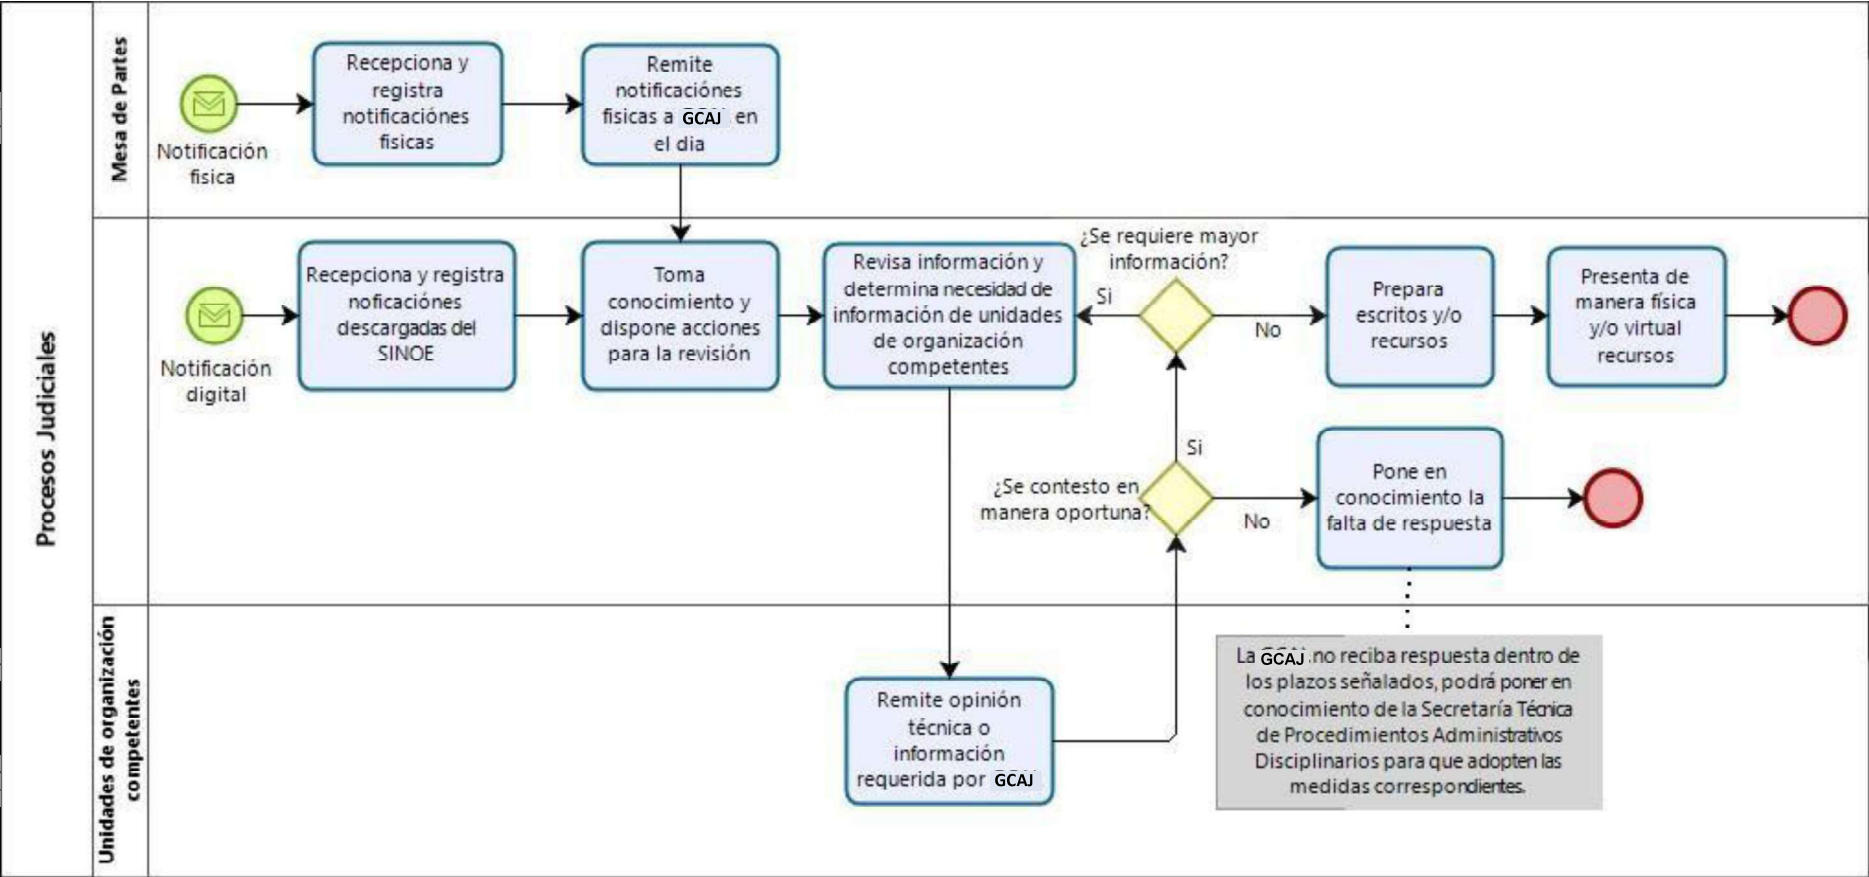 Procesos Judiciales
Mesa de Partes
Notificación
fisica
Recepciona y
registra
notificaciónes
fisicas
Remite
notificaciónes
fisicas a GCAJ en
el dia
Notificación
digital
Recepciona y registra
noficaciónes
descargadas del
SINOE
Toma
conocimiento y
dispone acciones
para la revisión
Revisa información y
determina necesidad de
información de unidades
de organización
competentes
¿Se requiere mayor
información?
Si
No
Prepara
escritos y/o
recursos
Presenta de
manera física
y/o virtual
recursos
Si
¿Se contesto en
manera oportuna?
No
Pone en
conocimiento la
falta de respuesta
Unidades de organización
competentes
Remite opinión
técnica o
información
requerida por GCAJ
La GCAJ no reciba respuesta dentro de
los plazos señalados, podrá poner en
conocimiento de la Secretaría Técnica
de Procedimientos Administrativos
Disciplinarios para que adopten las
medidas correspondientes.